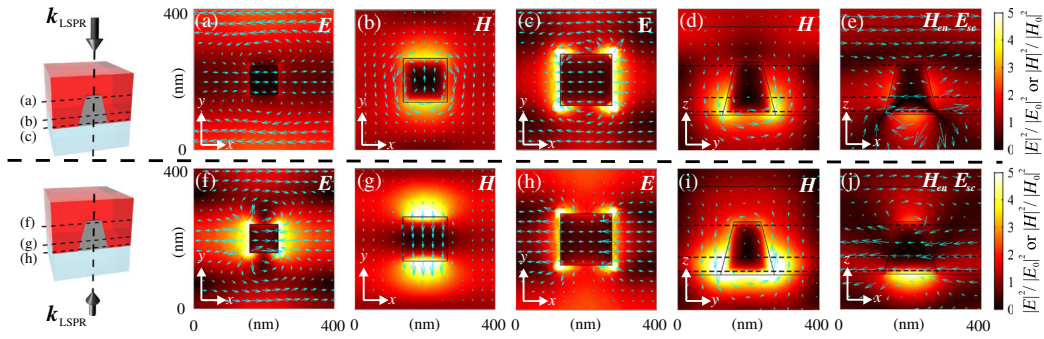 k LSPR
(a)
(b)
(c)
400
(nm)
0
(a) E
y
x
(b) H
y
x
(c) E
y
x
(d) H
z
y
(e) H_en E_sc
z
x
5
4
3
2
1
0
|E|²/|E₀|² or |H|²/|H₀|²
(f)
(g)
(h)
k LSPR
400
(nm)
0
(f) E
y
x
(g) H
y
x
(h) E
y
x
(i) H
z
y
(j) H_en E_sc
z
x
5
4
3
2
1
0
|E|²/|E₀|² or |H|²/|H₀|²
0 (nm) 400 0 (nm) 400 0 (nm) 400 0 (nm) 400 0 (nm) 400